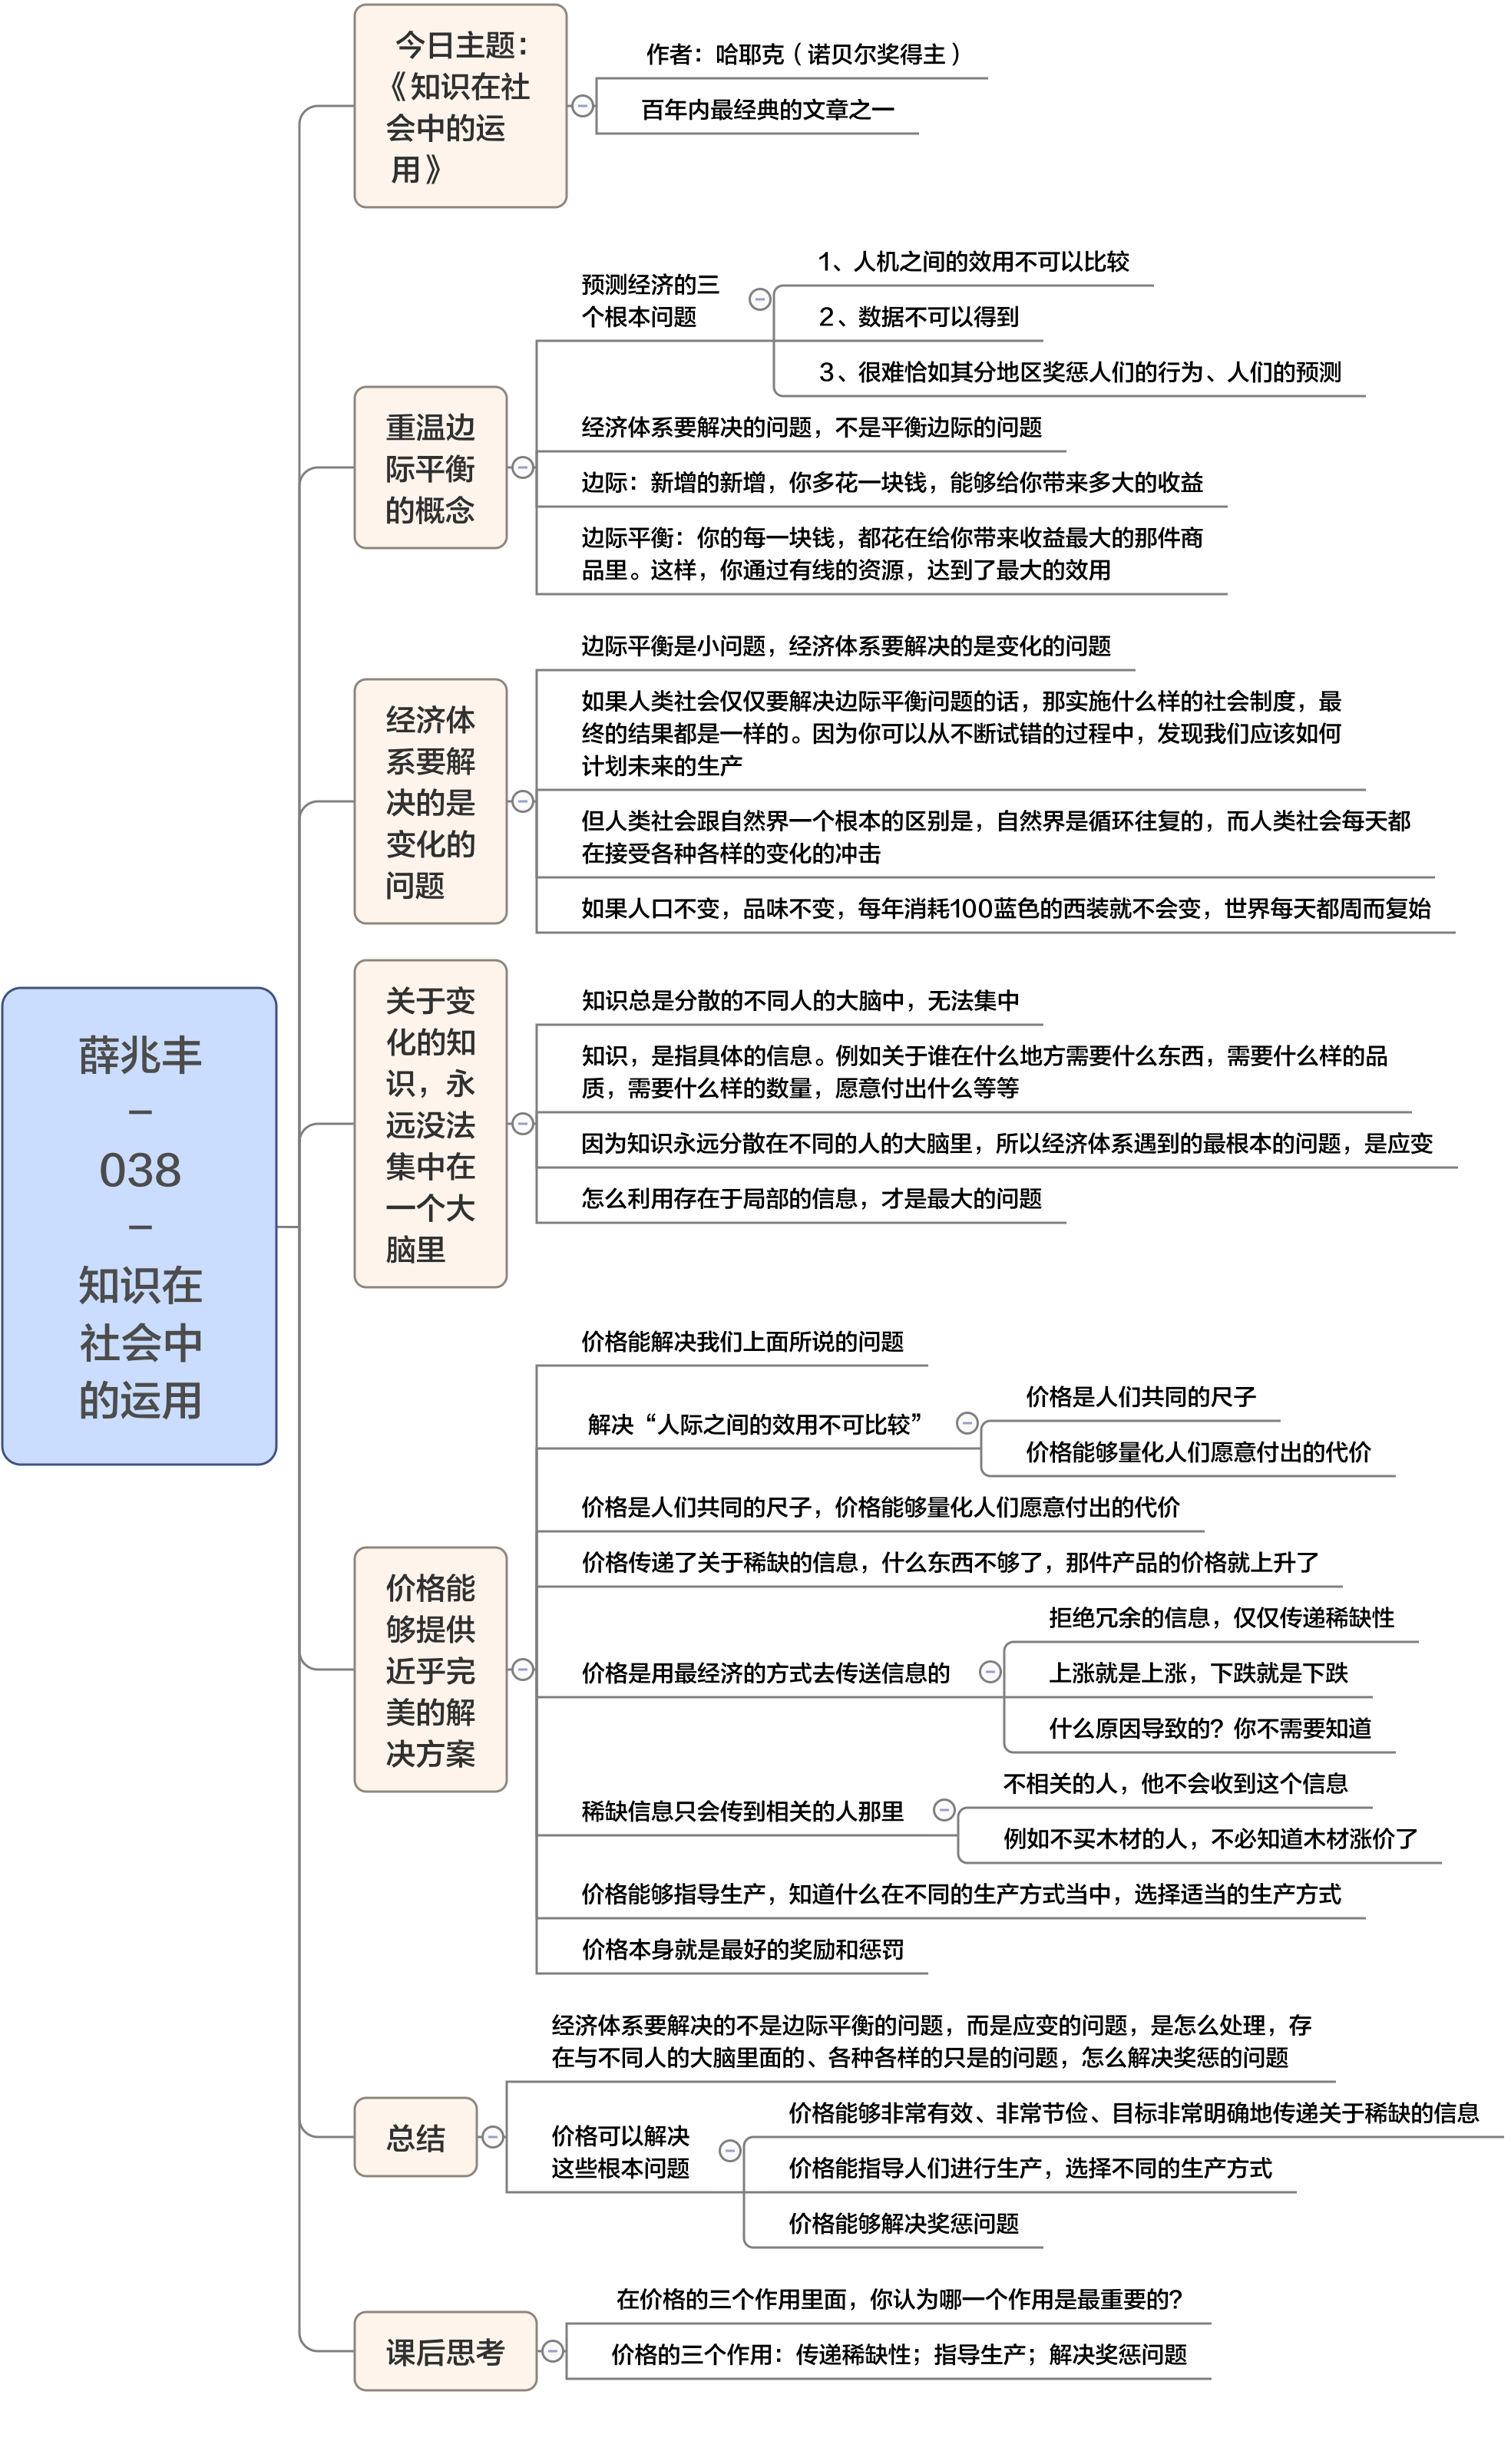 薛兆丰
–
038
–
知识在
社会中
的运用
今日主题：
《知识在社
会中的运
用》
作者：哈耶克（诺贝尔奖得主）
百年内最经典的文章之一
重温边
际平衡
的概念
预测经济的三
个根本问题
1、人机之间的效用不可以比较
2、数据不可以得到
3、很难恰如其分地区奖惩人们的行为、人们的预测
经济体系要解决的问题，不是平衡边际的问题
边际：新增的新增，你多花一块钱，能够给你带来多大的收益
边际平衡：你的每一块钱，都花在给你带来收益最大的那件商
品里。这样，你通过有线的资源，达到了最大的效用
经济体
系要解
决的是
变化的
问题
边际平衡是小问题，经济体系要解决的是变化的问题
如果人类社会仅仅要解决边际平衡问题的话，那实施什么样的社会制度，最
终的结果都是一样的。因为你可以从不断试错的过程中，发现我们应该如何
计划未来的生产
但人类社会跟自然界一个根本的区别是，自然界是循环往复的，而人类社会每天都
在接受各种各样的变化的冲击
如果人口不变，品味不变，每年消耗100蓝色的西装就不会变，世界每天都周而复始
关于变
化的知
识，永
远没法
集中在
一个大
脑里
知识总是分散的不同人的大脑中，无法集中
知识，是指具体的信息。例如关于谁在什么地方需要什么东西，需要什么样的品
质，需要什么样的数量，愿意付出什么等等
因为知识永远分散在不同的人的大脑里，所以经济体系遇到的最根本的问题，是应变
怎么利用存在于局部的信息，才是最大的问题
价格能
够提供
近乎完
美的解
决方案
价格能解决我们上面所说的问题
解决“人际之间的效用不可比较”
价格是人们共同的尺子
价格能够量化人们愿意付出的代价
价格是人们共同的尺子，价格能够量化人们愿意付出的代价
价格传递了关于稀缺的信息，什么东西不够了，那件产品的价格就上升了
价格是用最经济的方式去传送信息的
拒绝冗余的信息，仅仅传递稀缺性
上涨就是上涨，下跌就是下跌
什么原因导致的？你不需要知道
稀缺信息只会传到相关的人那里
不相关的人，他不会收到这个信息
例如不买木材的人，不必知道木材涨价了
价格能够指导生产，知道什么在不同的生产方式当中，选择适当的生产方式
价格本身就是最好的奖励和惩罚
总结
经济体系要解决的不是边际平衡的问题，而是应变的问题，是怎么处理，存
在与不同人的大脑里面的、各种各样的只是的问题，怎么解决奖惩的问题
价格可以解决
这些根本问题
价格能够非常有效、非常节俭、目标非常明确地传递关于稀缺的信息
价格能指导人们进行生产，选择不同的生产方式
价格能够解决奖惩问题
课后思考
在价格的三个作用里面，你认为哪一个作用是最重要的？
价格的三个作用：传递稀缺性；指导生产；解决奖惩问题